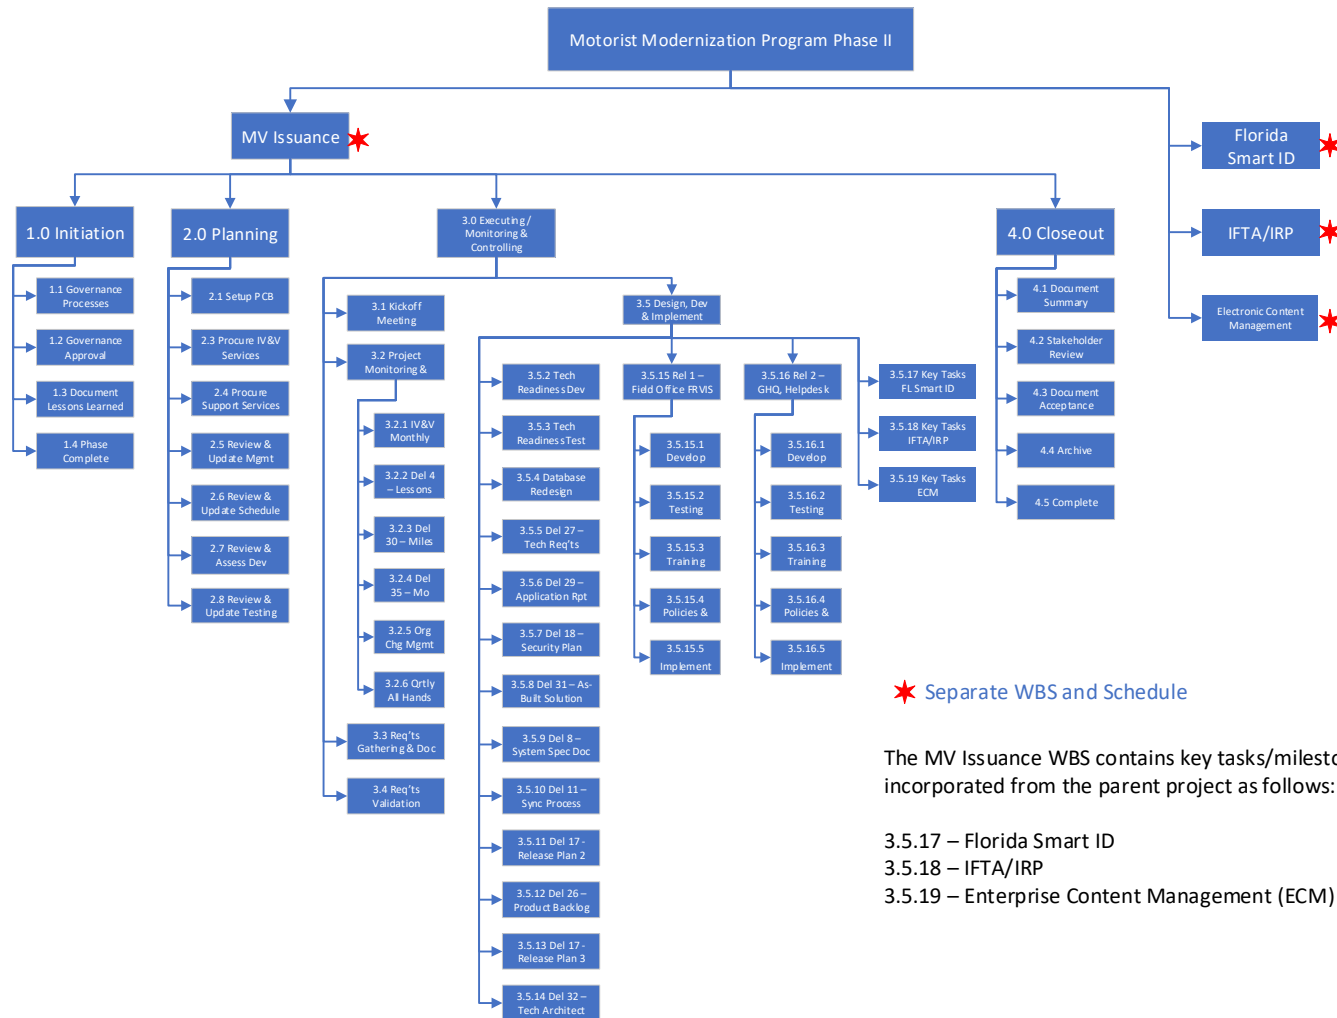 Motorist Modernization Program Phase II
MV Issuance
Florida
Smart ID
IFTA/IRP
Electronic Content
Management
1.0 Initiation
1.1 Governance
Processes
1.2 Governance
Approval
1.3 Document
Lessons Learned
1.4 Phase
Complete
2.0 Planning
2.1 Setup PCB
2.3 Procure IV&V
Services
2.4 Procure
Support Services
2.5 Review &
Update Mgmt
2.6 Review &
Update Schedule
2.7 Review &
Assess Dev
2.8 Review &
Update Testing
3.0 Executing /
Monitoring &
Controlling
3.1 Kickoff
Meeting
3.2 Project
Monitoring &
3.2.1 IV&V
Monthly
3.2.2 Del 4
– Lessons
3.2.3 Del
30 – Miles
3.2.4 Del
35 – Mo
3.2.5 Org
Chg Mgmt
3.2.6 Qrtly
All Hands
3.3 Req'ts
Gathering & Doc
3.4 Req'ts
Validation
3.5 Design, Dev
& Implement
3.5.2 Tech
Readiness Dev
3.5.3 Tech
Readiness Test
3.5.4 Database
Redesign
3.5.5 Del 27 –
Tech Req'ts
3.5.6 Del 29 –
Application Rpt
3.5.7 Del 18 –
Security Plan
3.5.8 Del 31 – As-
Built Solution
3.5.9 Del 8 –
System Spec Doc
3.5.10 Del 11 –
Sync Process
3.5.11 Del 17 -
Release Plan 2
3.5.12 Del 26 –
Product Backlog
3.5.13 Del 17 -
Release Plan 3
3.5.14 Del 32 –
Tech Architect
3.5.15 Rel 1 –
Field Office FRVIS
3.5.15.1
Develop
3.5.15.2
Testing
3.5.15.3
Training
3.5.15.4
Policies &
3.5.15.5
Implement
3.5.16 Rel 2 –
GHQ, Helpdesk
3.5.16.1
Develop
3.5.16.2
Testing
3.5.16.3
Training
3.5.16.4
Policies &
3.5.16.5
Implement
3.5.17 Key Tasks
FL Smart ID
3.5.18 Key Tasks
IFTA/IRP
3.5.19 Key Tasks
ECM
4.0 Closeout
4.1 Document
Summary
4.2 Stakeholder
Review
4.3 Document
Acceptance
4.4 Archive
4.5 Complete
Separate WBS and Schedule
The MV Issuance WBS contains key tasks/milesto
incorporated from the parent project as follows:
3.5.17 – Florida Smart ID
3.5.18 – IFTA/IRP
3.5.19 – Enterprise Content Management (ECM)